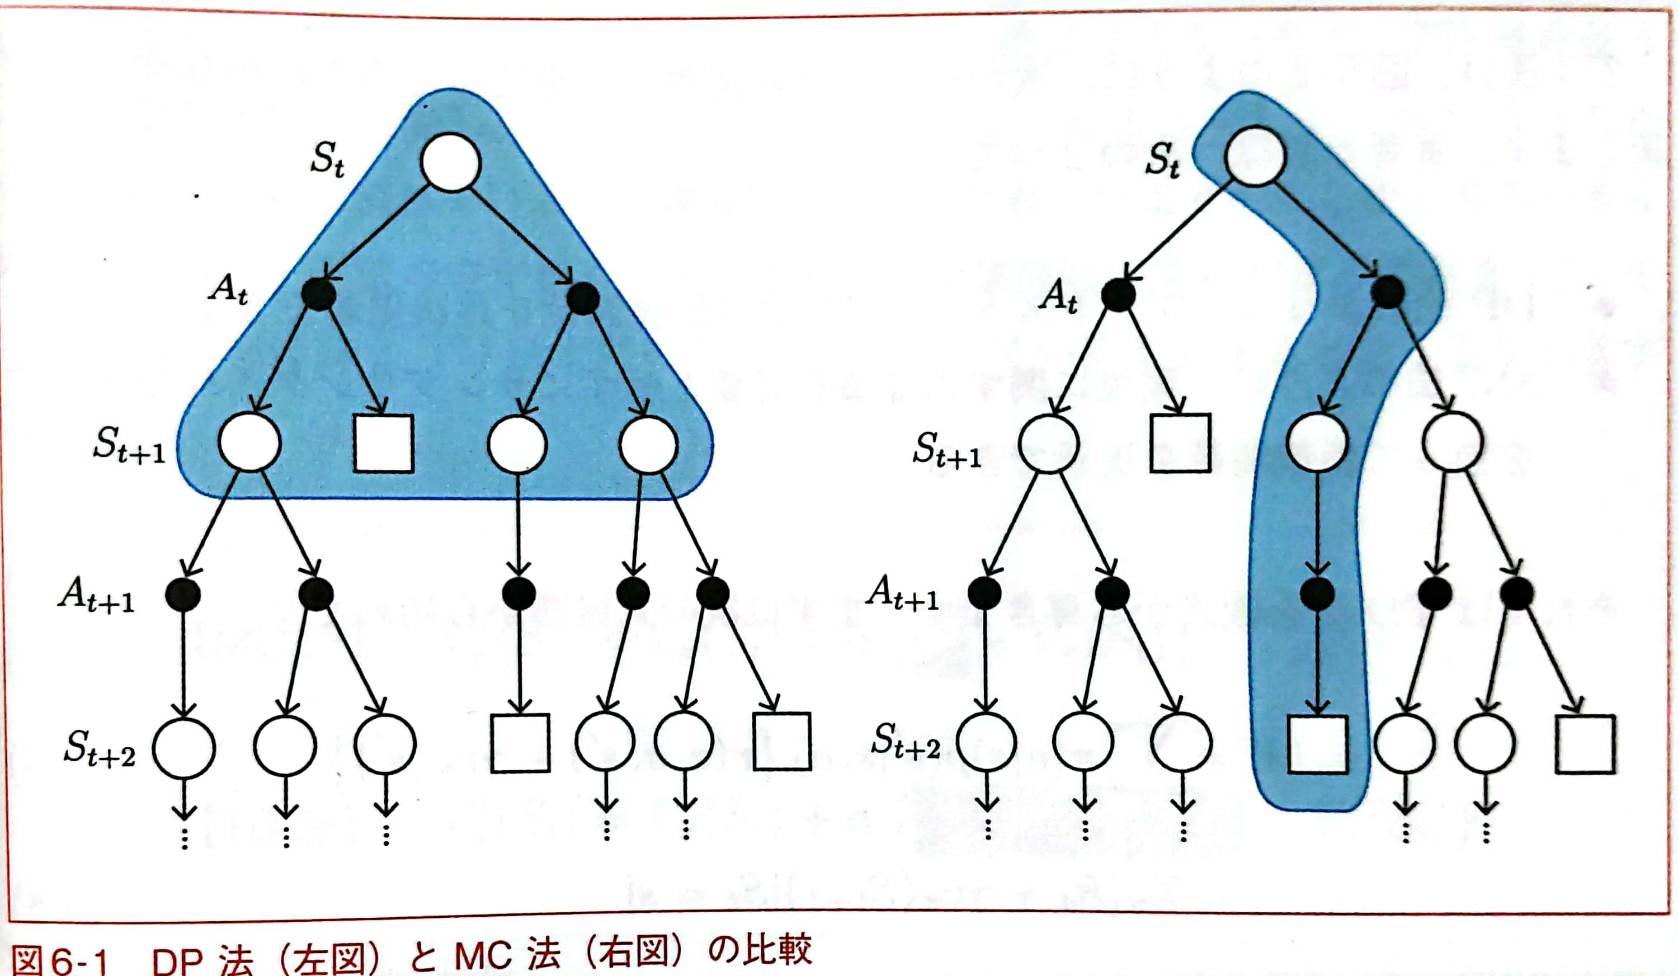 S_t
S_t
A_t
A_t
S_{t+1}
S_{t+1}
A_{t+1}
A_{t+1}
S_{t+2}
S_{t+2}
図6-1 DP 法（左図）と MC 法（右図）の比較